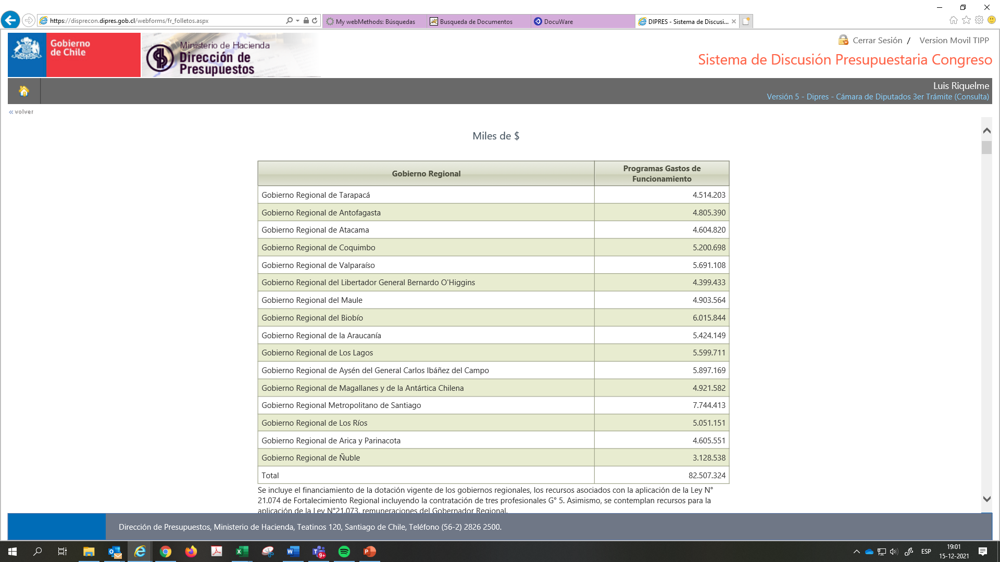 https://disprecon.dipres.gob.cl/webforms/fr_folletos.aspx
My webMethods: Búsquedas
Busqueda de Documentos
DocuWare
DIPRES - Sistema de Discusi...
Gobierno
de Chile
Ministerio de Hacienda
Dirección de
Presupuestos
Cerrar Sesión / Version Movil TIPP
Sistema de Discusión Presupuestaria Congreso
Luis Riquelme
Versión 5 - Dipres - Cámara de Diputados 3er Trámite (Consulta)
« volver
Miles de $
Gobierno Regional
Programas Gastos de
Funcionamiento
Gobierno Regional de Tarapacá 4.514.203
Gobierno Regional de Antofagasta 4.805.390
Gobierno Regional de Atacama 4.604.820
Gobierno Regional de Coquimbo 5.200.698
Gobierno Regional de Valparaíso 5.691.108
Gobierno Regional del Libertador General Bernardo O'Higgins 4.399.433
Gobierno Regional del Maule 4.903.564
Gobierno Regional del Biobío 6.015.844
Gobierno Regional de la Araucanía 5.424.149
Gobierno Regional de Los Lagos 5.599.711
Gobierno Regional de Aysén del General Carlos Ibáñez del Campo 5.897.169
Gobierno Regional de Magallanes y de la Antártica Chilena 4.921.582
Gobierno Regional Metropolitano de Santiago 7.744.413
Gobierno Regional de Los Ríos 5.051.151
Gobierno Regional de Arica y Parinacota 4.605.551
Gobierno Regional de Ñuble 3.128.538
Total 82.507.324
Se incluye el financiamiento de la dotación vigente de los gobiernos regionales, los recursos asociados con la aplicación de la Ley N°
21.074 de Fortalecimiento Regional incluyendo la contratación de tres profesionales G° 5. Asimismo, se contemplan recursos para la
aplicación de la Ley N°21.073, remuneraciones del Gobernador Regional.
Dirección de Presupuestos, Ministerio de Hacienda, Teatinos 120, Santiago de Chile, Teléfono (56-2) 2826 2500.
9+
ESP
19:01
15-12-2021